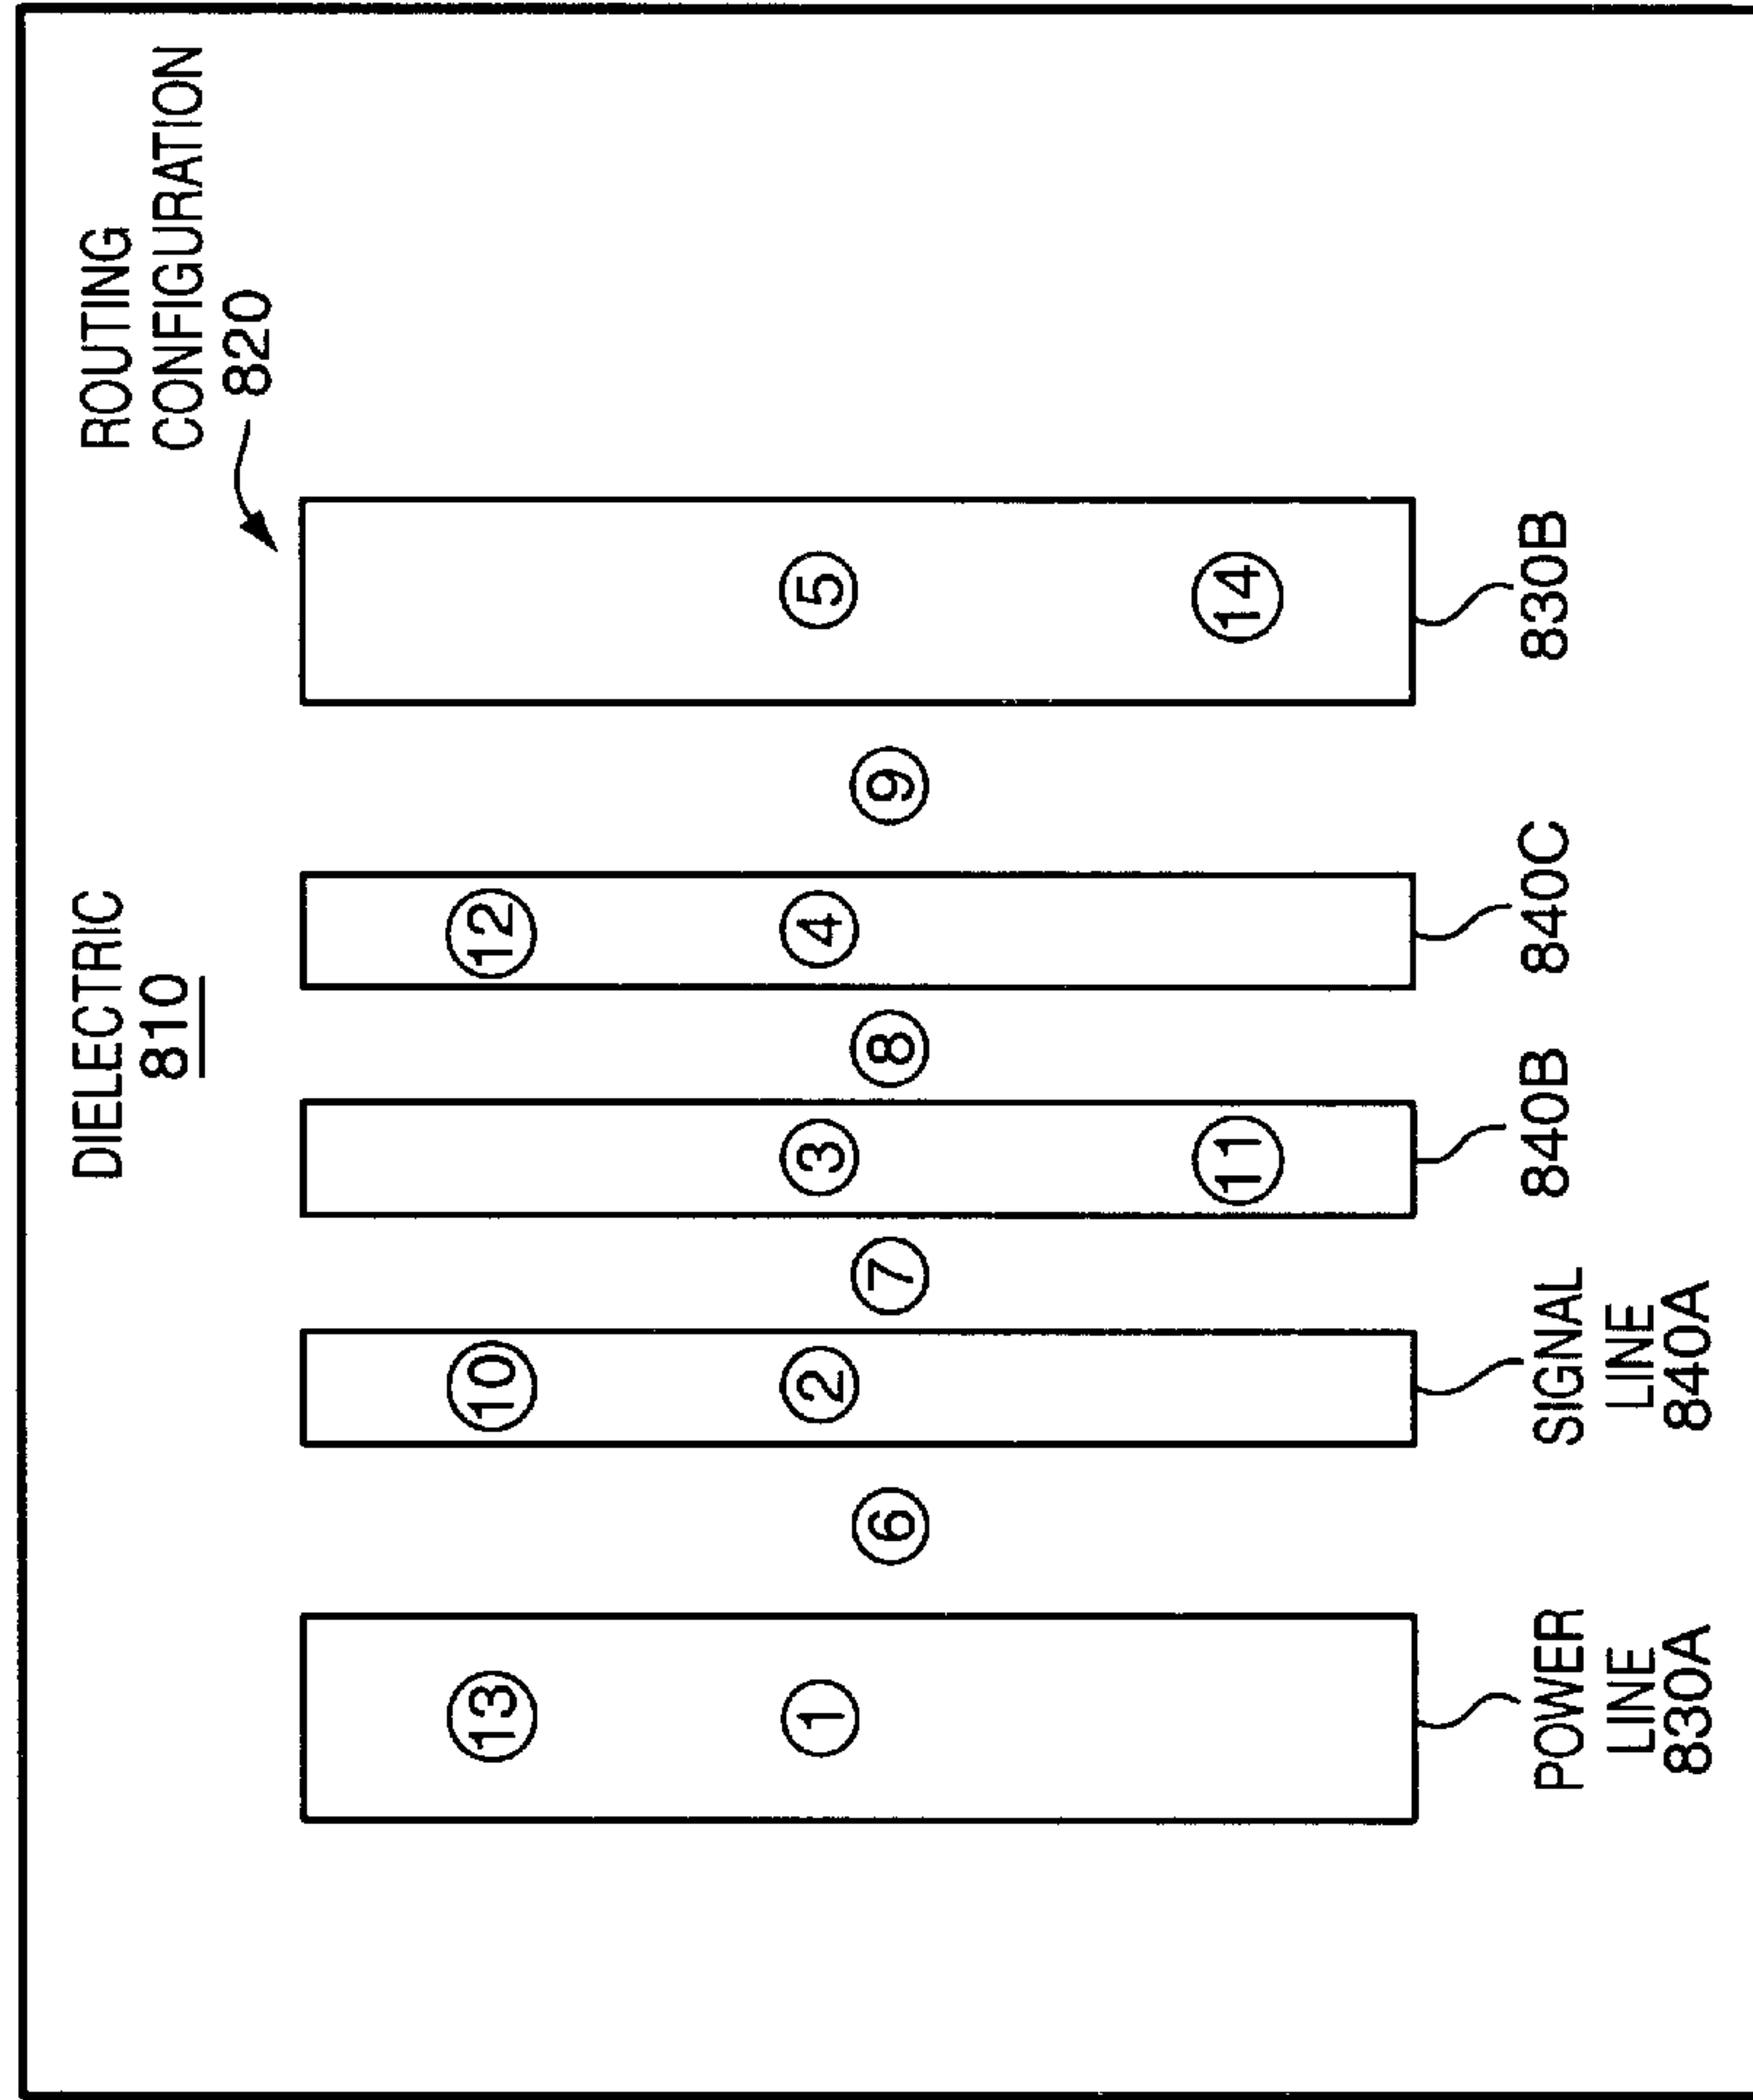 DIELECTRIC
810
ROUTING
CONFIGURATION
820
13
10
12
1
2
3
4
5
6
7
8
9
11
14
POWER
LINE
830A
SIGNAL
LINE
840A
840B
840C
830B